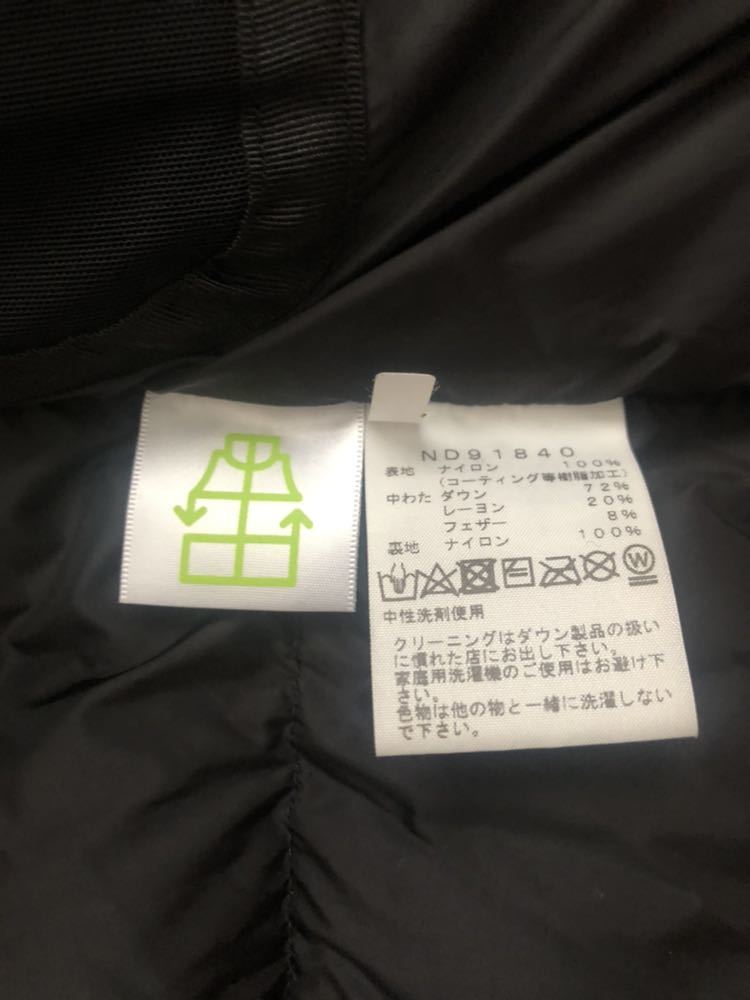 ND91840
表地 ナイロン 100%
(コーティング等樹脂加工)
中わた ダウン 72%
レーヨン 20%
フェザー 8%
裏地 ナイロン 100%
W
中性洗剤使用
クリーニングはダウン製品の扱い
に慣れた店にお出し下さい。
家庭用洗濯機のご使用はお避け下
さい。
色物は他の物と一緒に洗濯しない
で下さい。